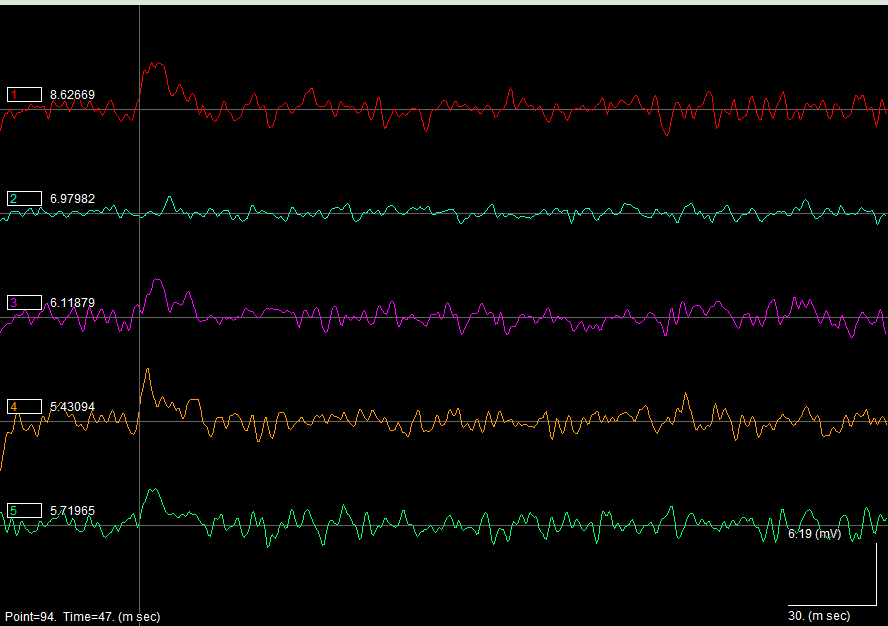 1 8.62669
2 6.97982
3 6.11879
4 5.43094
5 5.71965
6.19 (mV)
30. (m sec)
Point=94. Time=47. (m sec)